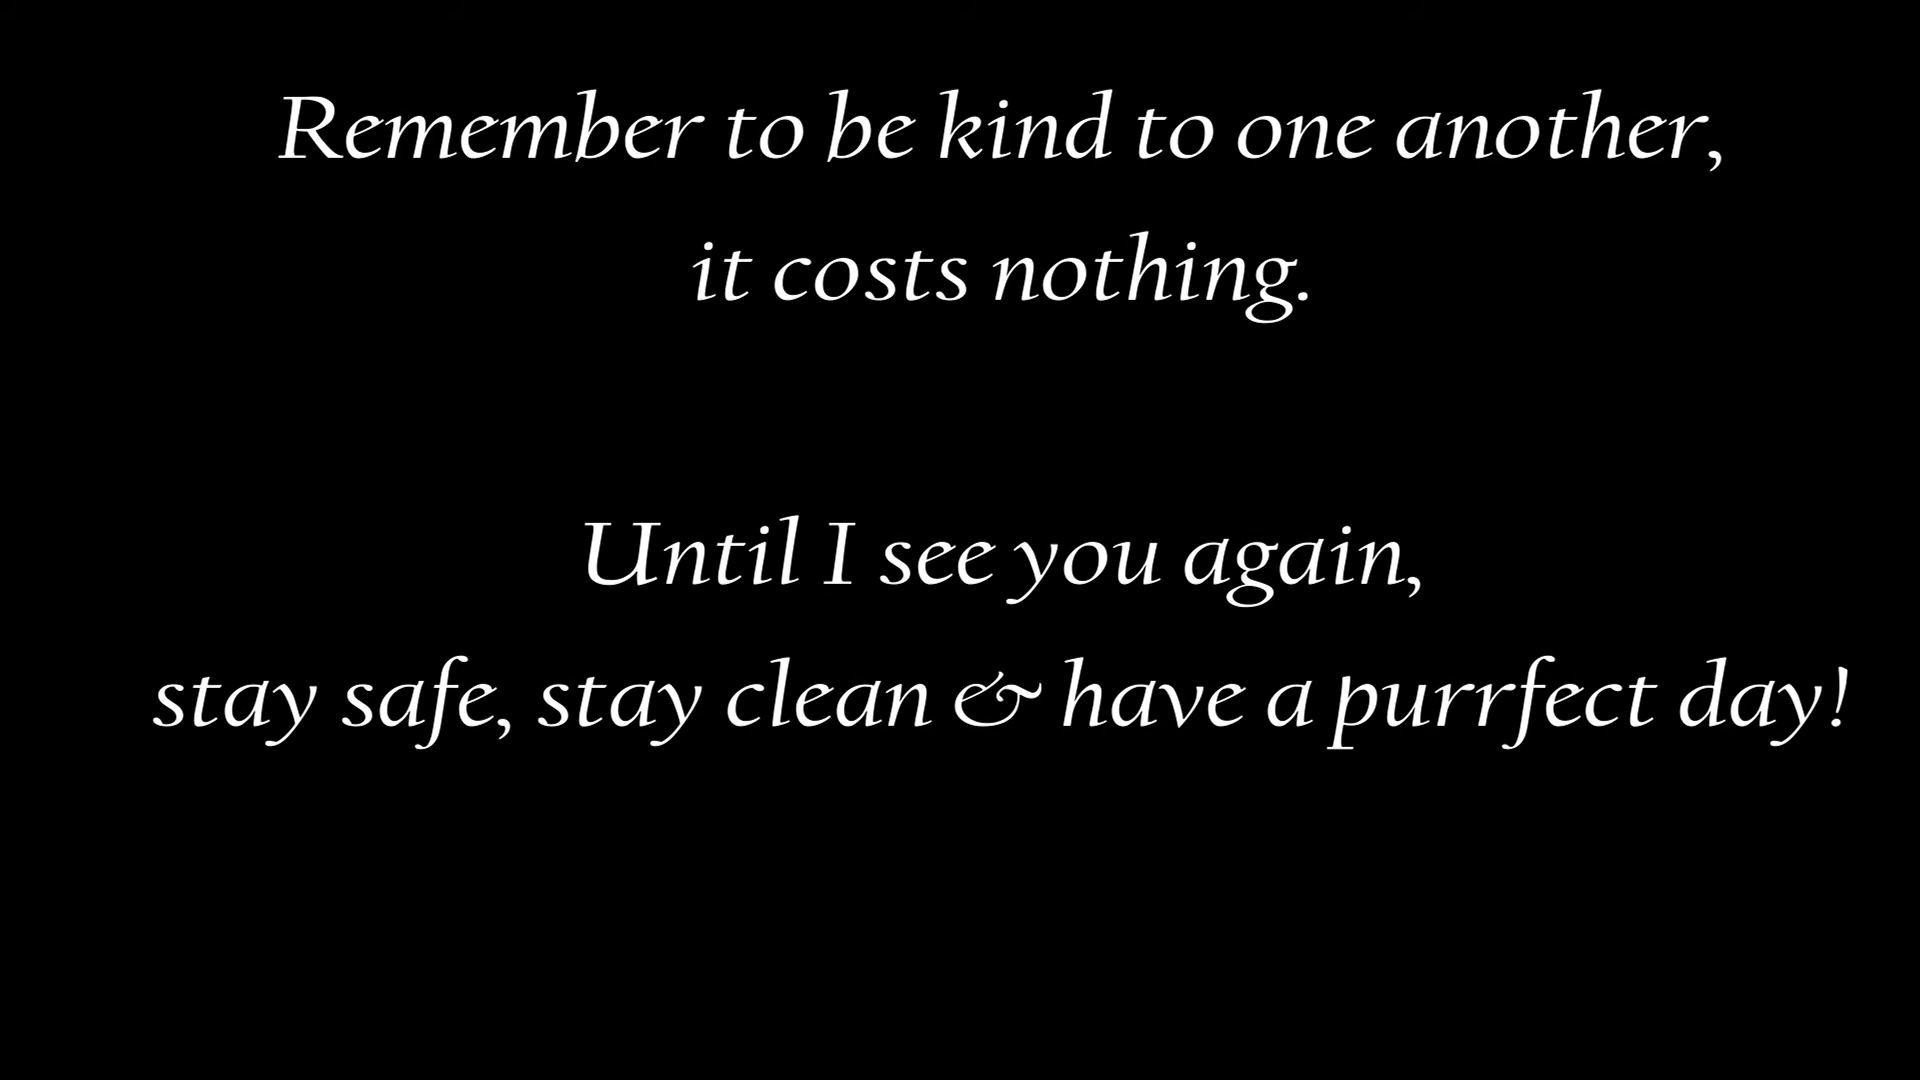 Remember to be kind to one another,
it costs nothing.
Until I see you again,
stay safe, stay clean & have a purrfect day!